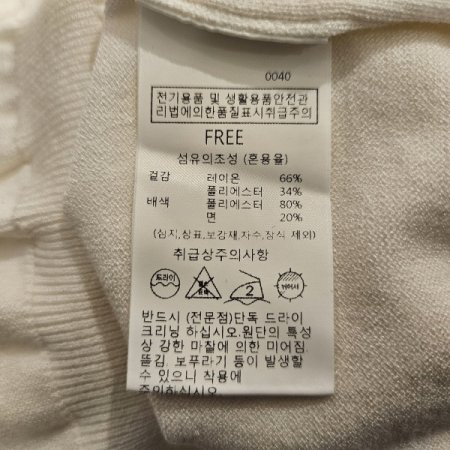 0040
전기용품 및 생활용품안전관
리법에의한품질표시취급주의
FREE
섬유의조성 (혼용율)
겉감 레이온 66%
폴리에스터 34%
배색 폴리에스터 80%
면 20%
(심지,상표,보강재,자수,장식 제외)
취급상주의사항
드라이 2
반드시 (전문점)단독 드라이
크리닝 하십시오.원단의 특성
상 강한 마찰에 의한 미어짐
뜯김, 보푸라기 등이 발생할
수 있으니 착용에
주의하십시오